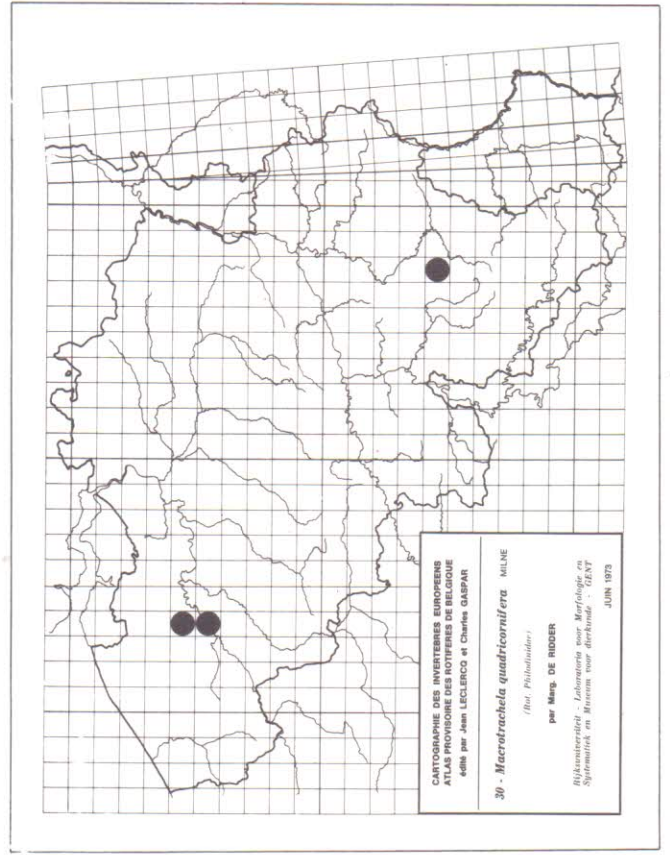 CARTOGRAPHIE DES INVERTEBRES EUROPEENS
ATLAS PROVISOIRE DES ROTIFERES DE BELGIQUE
édité par Jean LECLERCQ et Charles GASPAR
30 - Macrotrachela quadricornifera MILNE
(Rot. Philodinidae)
par Marg. DE RIDDER
Rijksuniversiteit - Laboratoria voor Morfologie en
Systematiek en Museum voor dierkunde - GENT
JUIN 1973